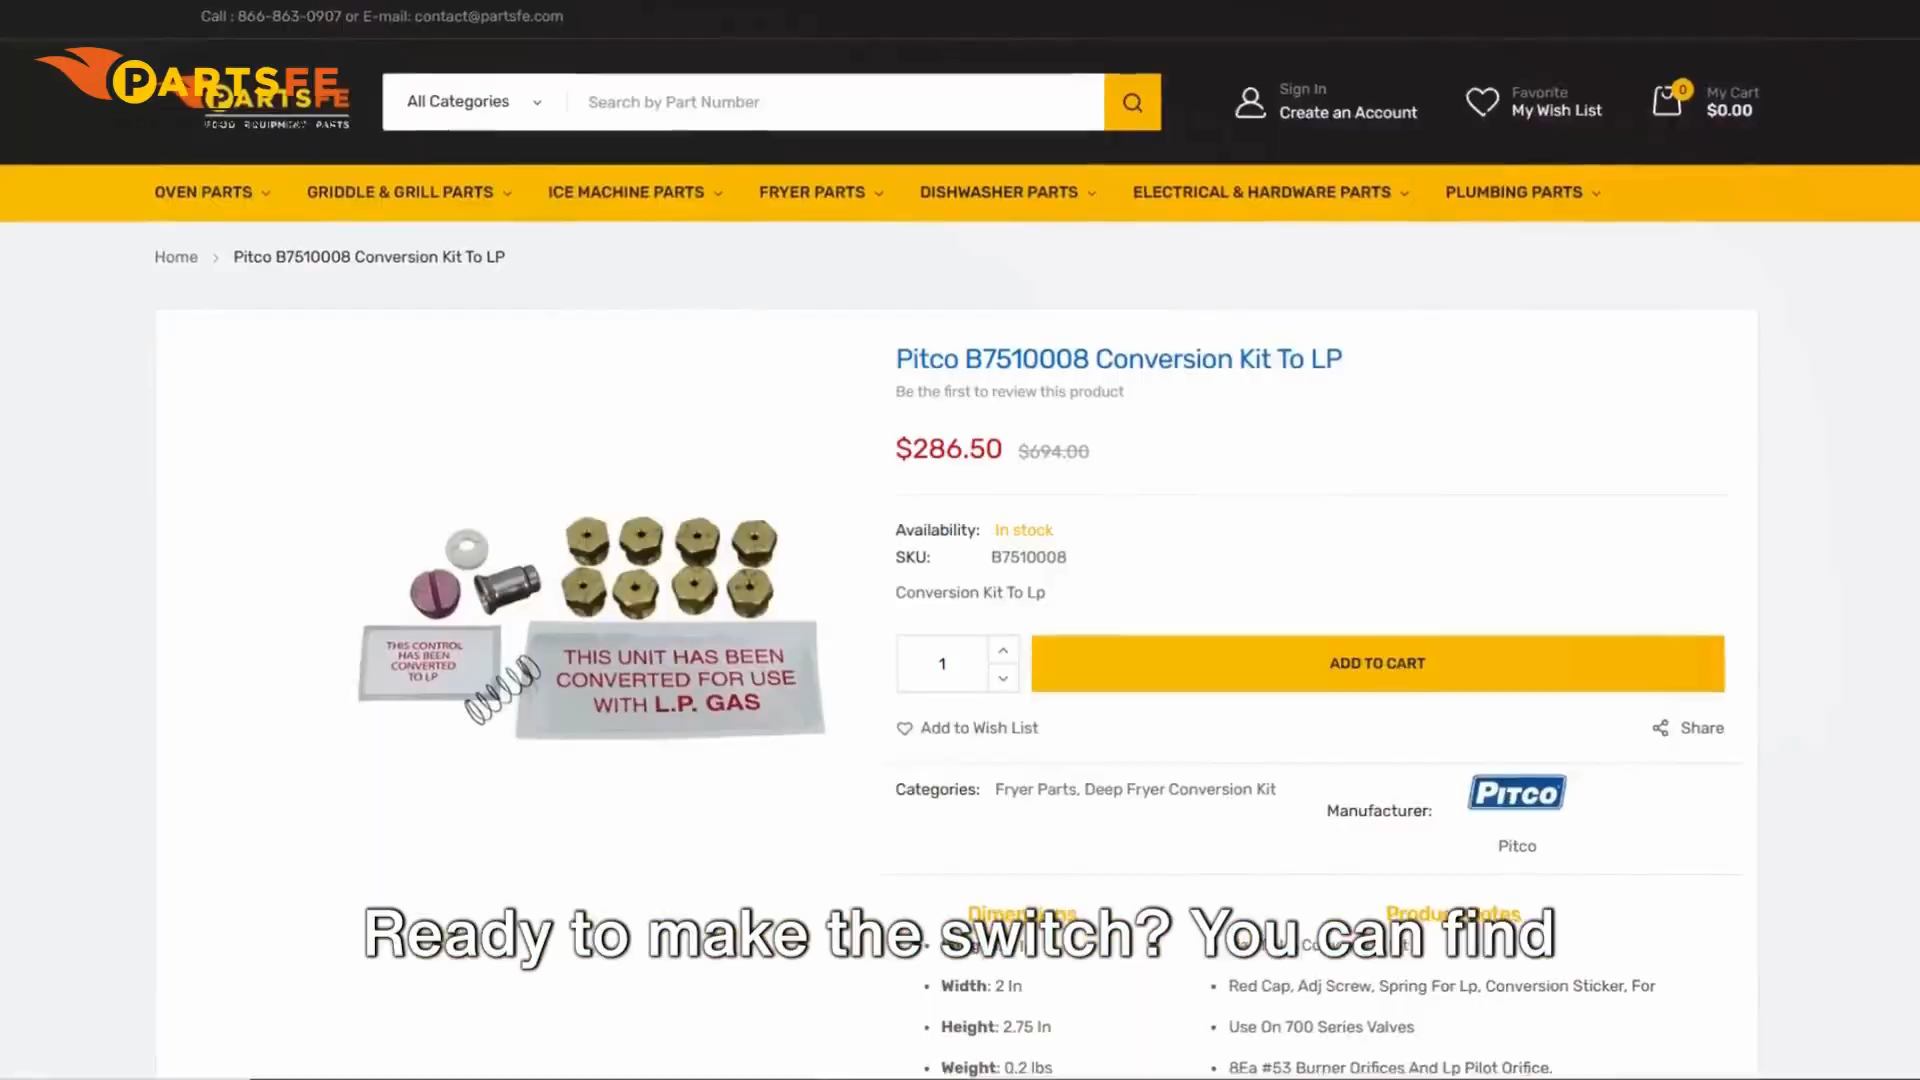 Call : 866-863-0907 or E-mail: contact@partsfe.com
PARTSFE
PARTSFE
FOOD EQUIPMENT PARTS
All Categories
Search by Part Number
Sign In
Create an Account
Favorite
My Wish List
0
My Cart
$0.00
OVEN PARTS
GRIDDLE & GRILL PARTS
ICE MACHINE PARTS
FRYER PARTS
DISHWASHER PARTS
ELECTRICAL & HARDWARE PARTS
PLUMBING PARTS
Home > Pitco B7510008 Conversion Kit To LP
Pitco B7510008 Conversion Kit To LP
Be the first to review this product
$286.50 $694.00
Availability: In stock
SKU: B7510008
Conversion Kit To Lp
1
ADD TO CART
Add to Wish List
Share
THIS CONTROL
HAS BEEN
CONVERTED
TO LP
THIS UNIT HAS BEEN
CONVERTED FOR USE
WITH L.P. GAS
Categories: Fryer Parts, Deep Fryer Conversion Kit
Manufacturer:
PITCO
Pitco
Dimensions
Product Notes
Ready to make the switch? You can find
Width: 2 In
Height: 2.75 In
Weight: 0.2 lbs
Red Cap, Adj Screw, Spring For Lp, Conversion Sticker, For
Use On 700 Series Valves
8Ea #53 Burner Orifices And Lp Pilot Orifice.